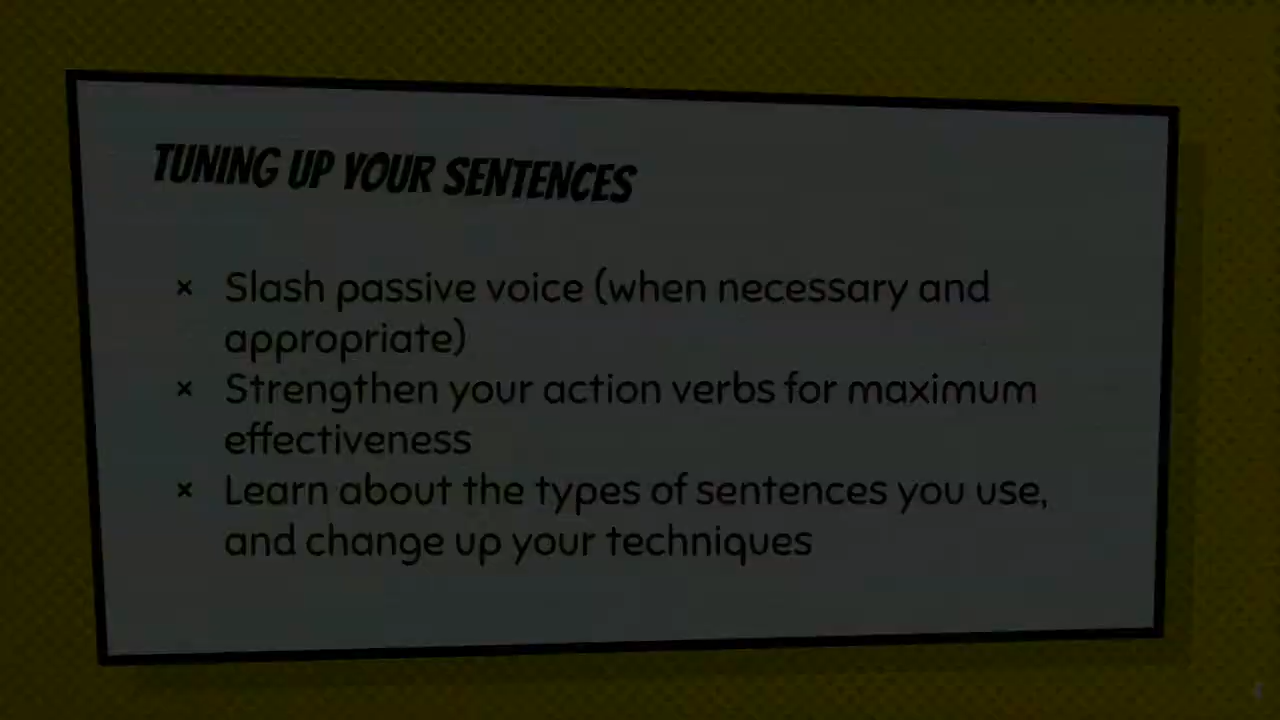 TUNING UP YOUR SENTENCES
× Slash passive voice (when necessary and
appropriate)
× Strengthen your action verbs for maximum
effectiveness
× Learn about the types of sentences you use,
and change up your techniques